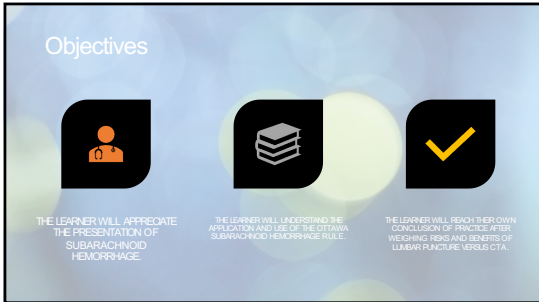 Objectives
THE LEARNER WILL APPRECIATE
THE PRESENTATION OF
SUBARACHNOID
HEMORRHAGE.
THE LEARNER WILL UNDERSTAND THE
APPLICATION AND USE OF THE OTTAWA
SUBARACHNOID HEMORRHAGE RULE.
THE LEARNER WILL REACH THEIR OWN
CONCLUSION OF PRACTICE AFTER
WEIGHING RISKS AND BENEFITS OF
LUMBAR PUNCTURE VERSUS CTA.